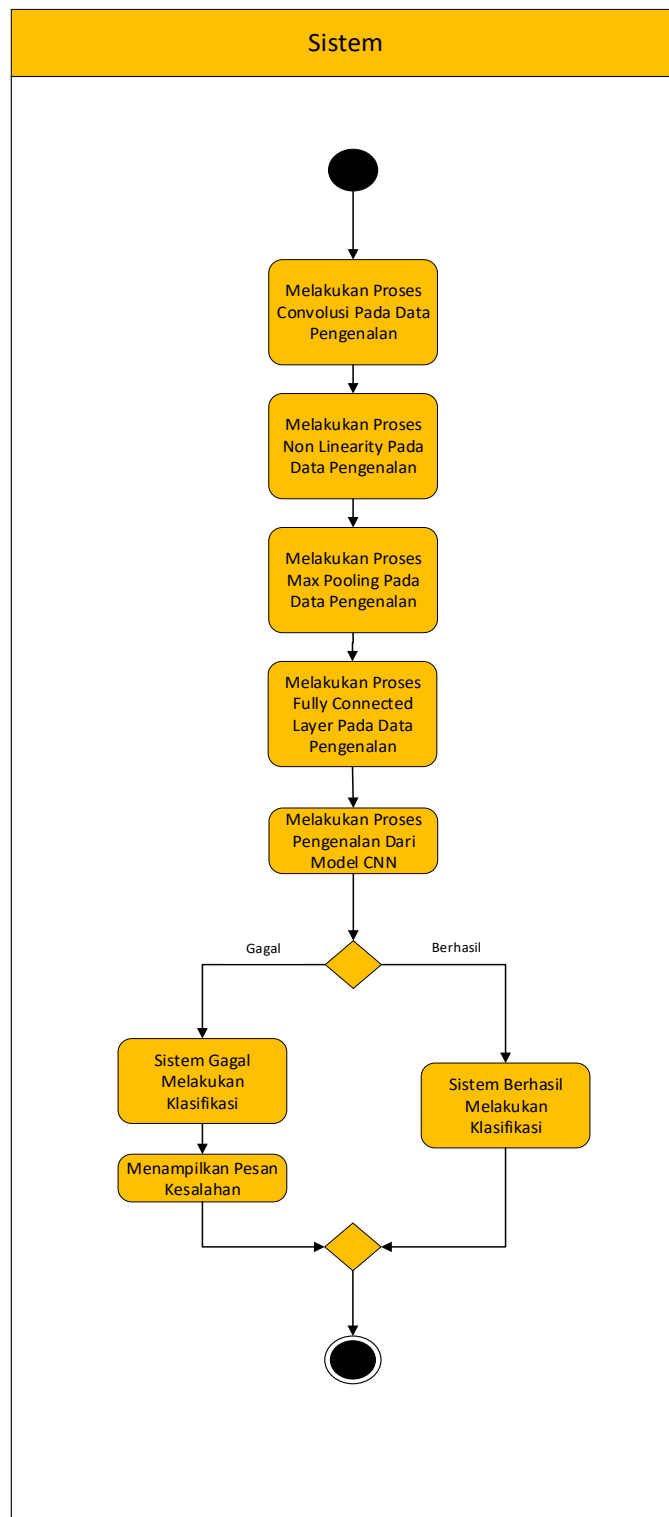 Sistem
Melakukan Proses
Convolusi Pada Data
Pengenalan
Melakukan Proses
Non Linearity Pada
Data Pengenalan
Melakukan Proses
Max Pooling Pada
Data Pengenalan
Melakukan Proses
Fully Connected
Layer Pada Data
Pengenalan
Melakukan Proses
Pengenalan Dari
Model CNN
Gagal
Berhasil
Sistem Gagal
Melakukan
Klasifikasi
Sistem Berhasil
Melakukan
Klasifikasi
Menampilkan Pesan
Kesalahan